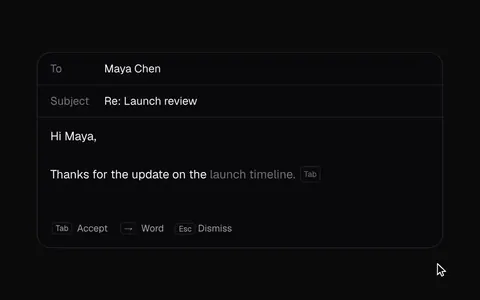 To Maya Chen
Subject Re: Launch review
Hi Maya,
Thanks for the update on the launch timeline. Tab
Tab Accept → Word Esc Dismiss